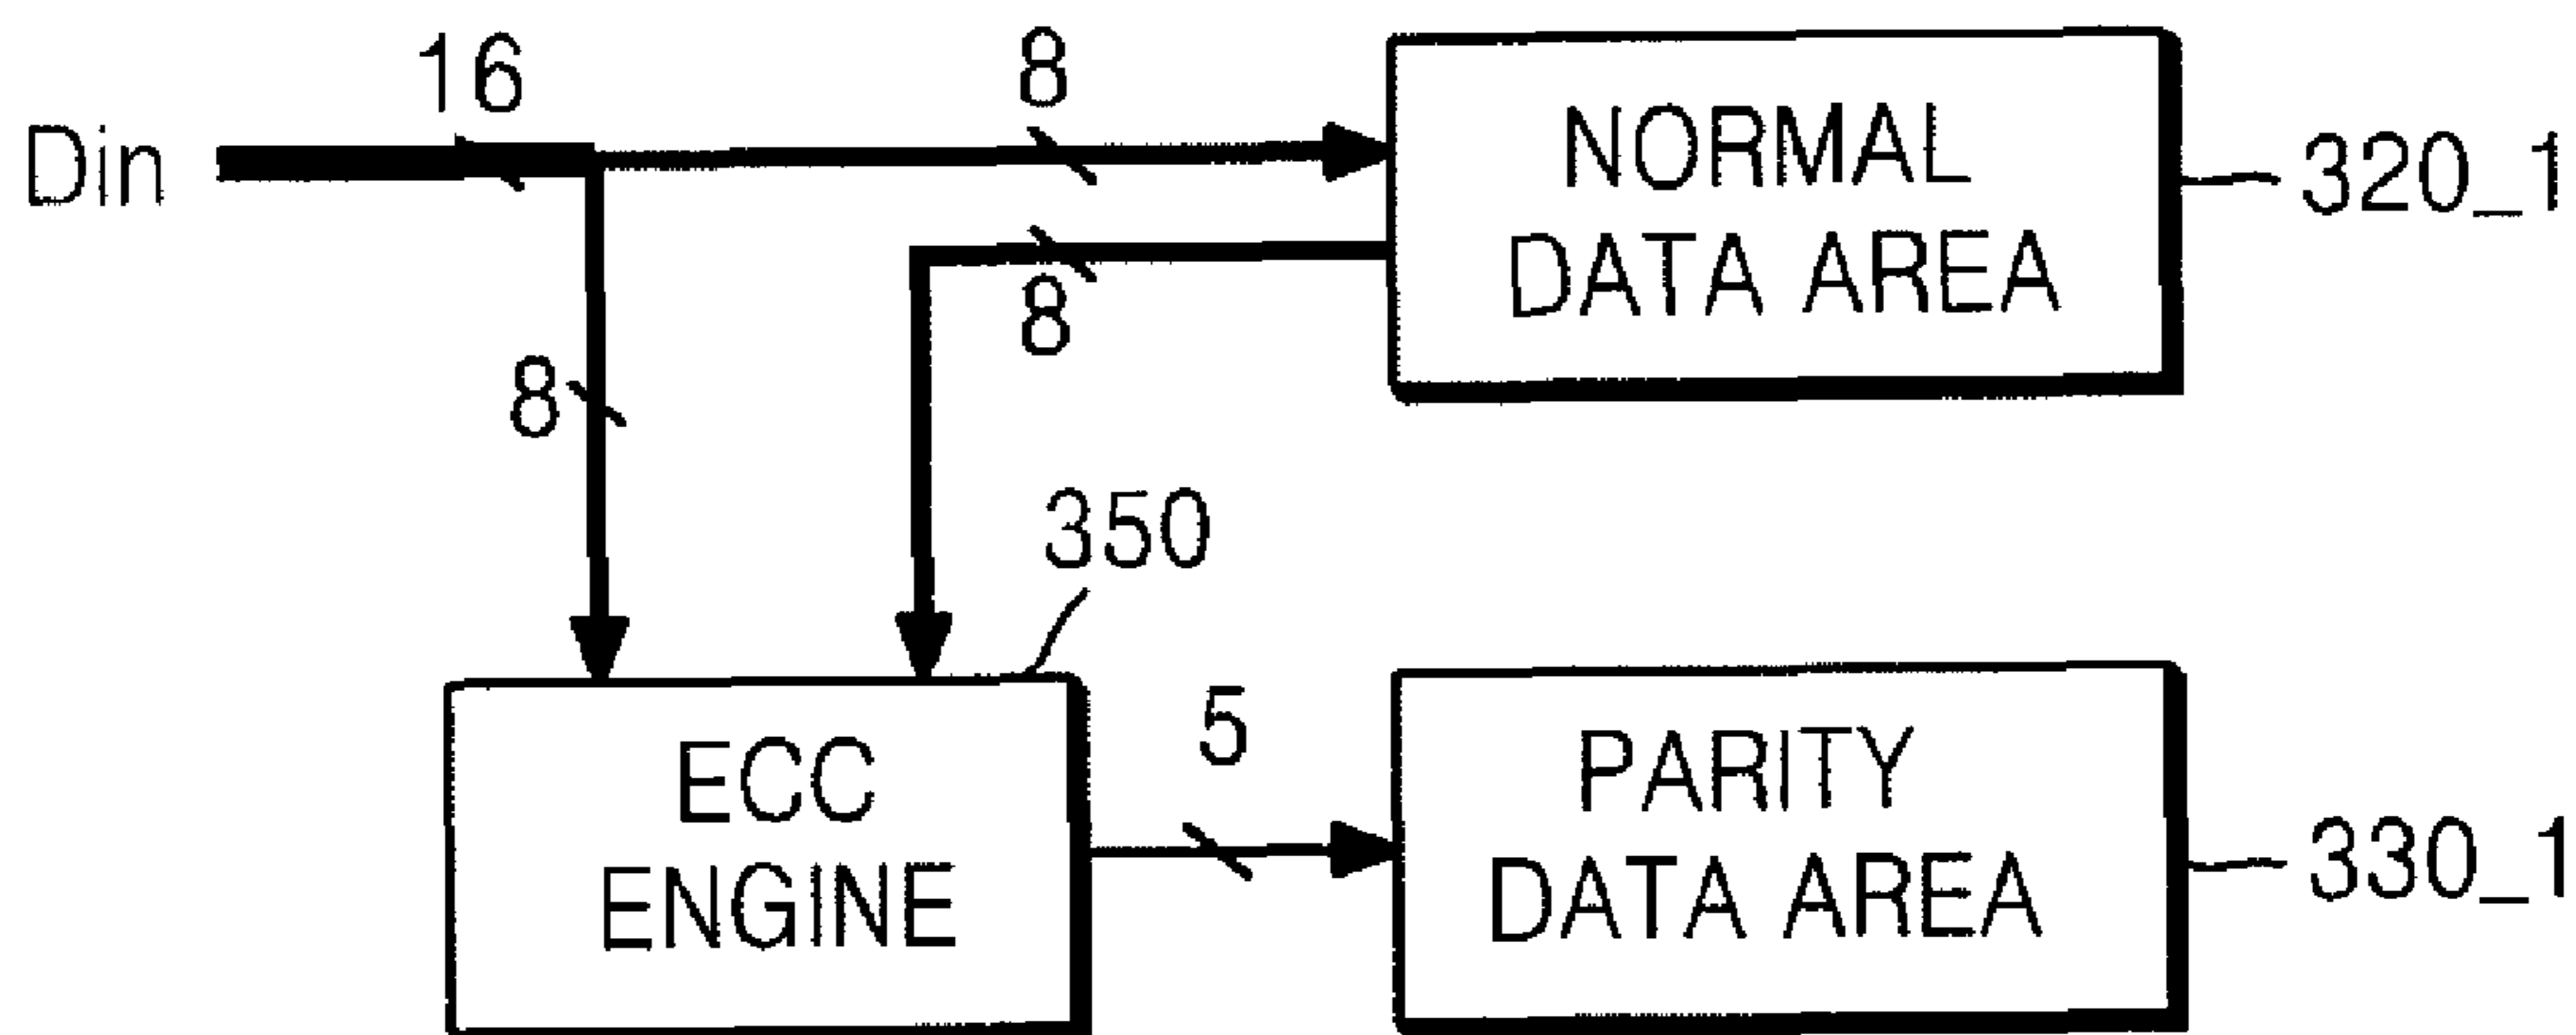 16
8
Din
NORMAL
DATA AREA
320_1
8
8
350
5
ECC
ENGINE
PARITY
DATA AREA
330_1